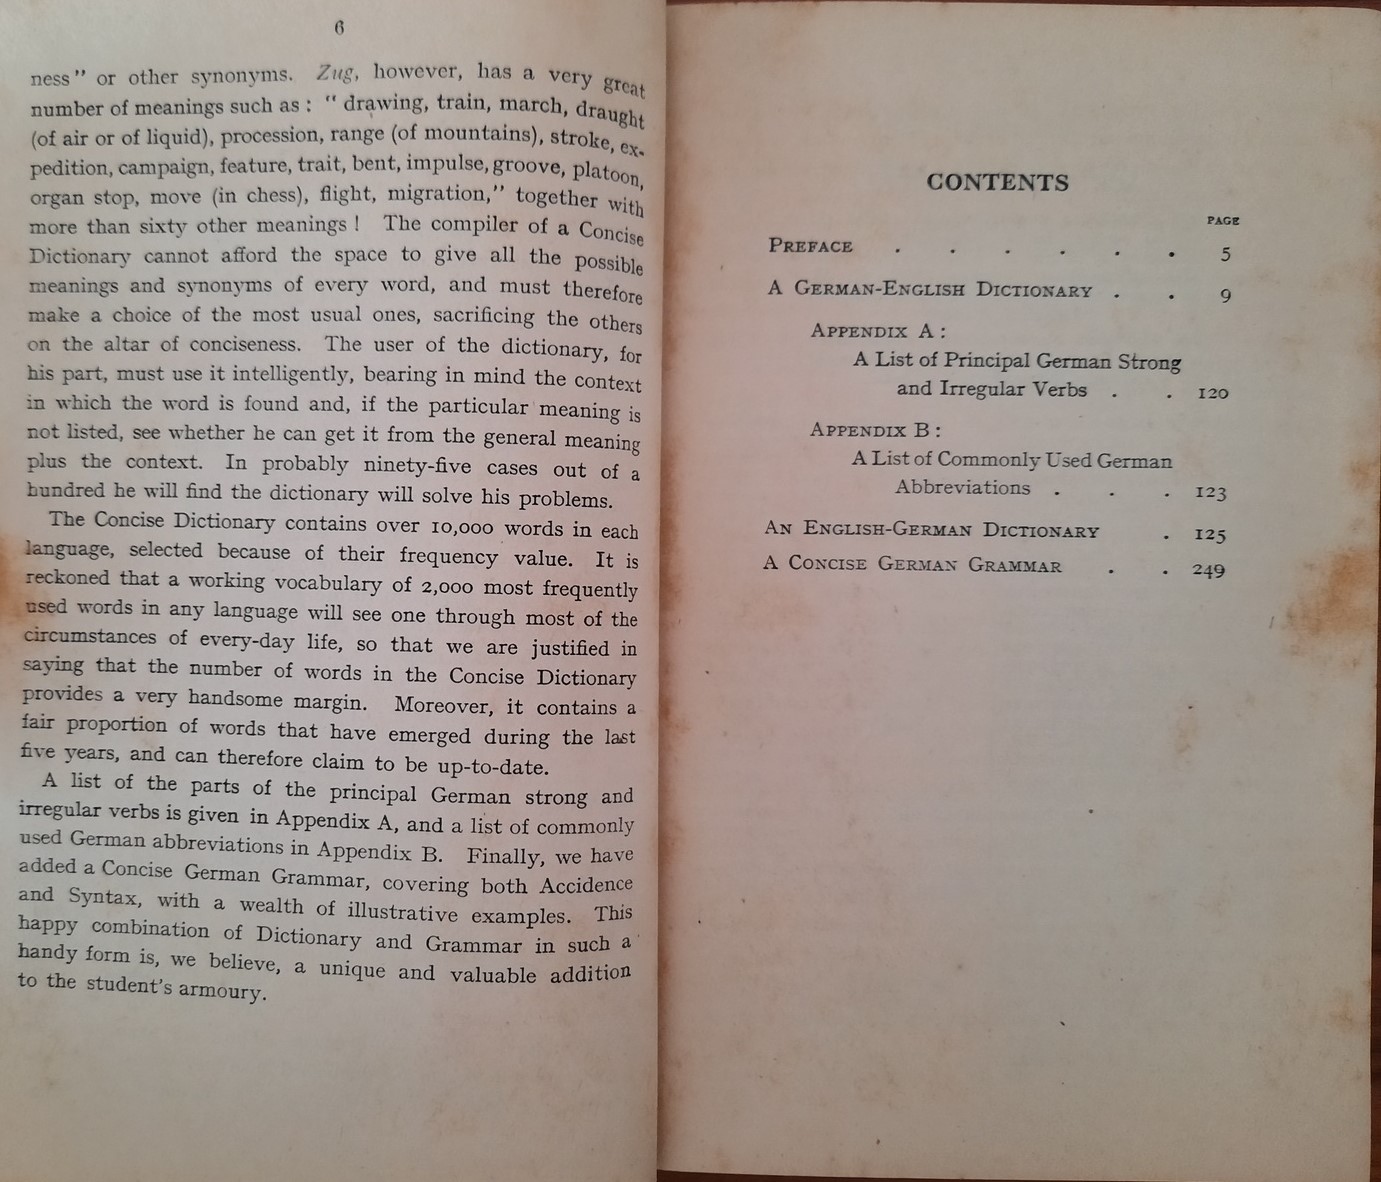 6
ness” or other synonyms. Zug, however, has a very great
number of meanings such as : “ drawing, train, march, draught
(of air or of liquid), procession, range (of mountains), stroke, ex-
pedition, campaign, feature, trait, bent, impulse, groove, platoon,
organ stop, move (in chess), flight, migration,” together with
more than sixty other meanings ! The compiler of a Concise
Dictionary cannot afford the space to give all the possible
meanings and synonyms of every word, and must therefore
make a choice of the most usual ones, sacrificing the others
on the altar of conciseness. The user of the dictionary, for
his part, must use it intelligently, bearing in mind the context
in which the word is found and, if the particular meaning is
not listed, see whether he can get it from the general meaning
plus the context. In probably ninety-five cases out of a
hundred he will find the dictionary will solve his problems.
The Concise Dictionary contains over 10,000 words in each
language, selected because of their frequency value. It is
reckoned that a working vocabulary of 2,000 most frequently
used words in any language will see one through most of the
circumstances of every-day life, so that we are justified in
saying that the number of words in the Concise Dictionary
provides a very handsome margin. Moreover, it contains a
fair proportion of words that have emerged during the last
five years, and can therefore claim to be up-to-date.
A list of the parts of the principal German strong and
irregular verbs is given in Appendix A, and a list of commonly
used German abbreviations in Appendix B. Finally, we have
added a Concise German Grammar, covering both Accidence
and Syntax, with a wealth of illustrative examples. This
happy combination of Dictionary and Grammar in such a
handy form is, we believe, a unique and valuable addition
to the student's armoury.
CONTENTS
PAGE
PREFACE . . . . . . 5
A GERMAN-ENGLISH DICTIONARY . . 9
APPENDIX A :
A List of Principal German Strong
and Irregular Verbs . . 120
APPENDIX B :
A List of Commonly Used German
Abbreviations . . . 123
AN ENGLISH-GERMAN DICTIONARY . 125
A CONCISE GERMAN GRAMMAR . . 249